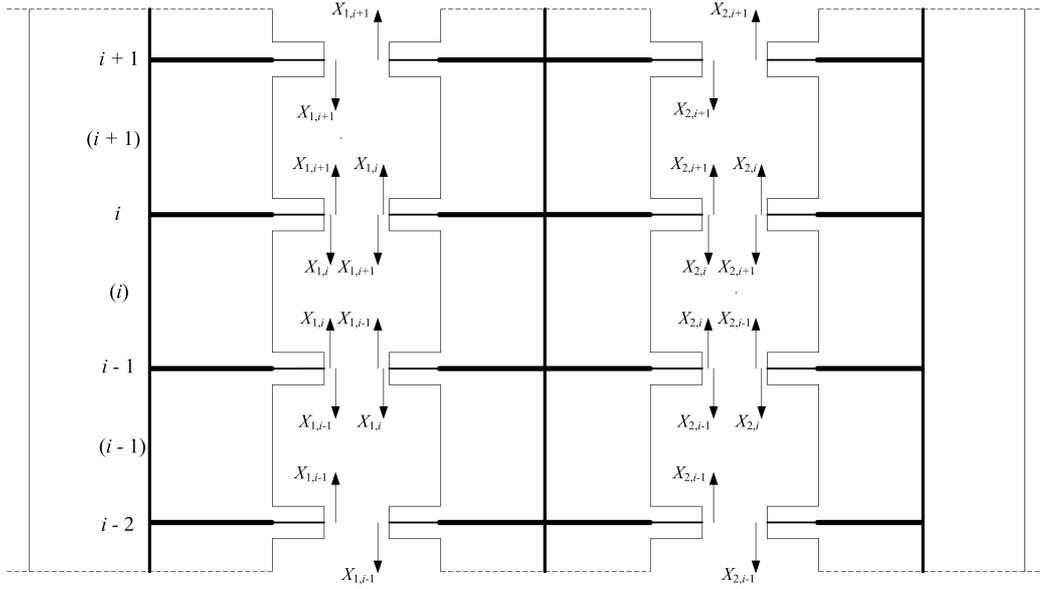 X1,i+1 X2,i+1
i + 1
X1,i+1 X2,i+1
(i + 1)
X1,i+1 X1,i X2,i+1 X2,i
i
X1,i X1,i+1 X2,i X2,i+1
(i)
X1,i X1,i-1 X2,i X2,i-1
i - 1
X1,i-1 X1,i X2,i-1 X2,i
(i - 1)
X1,i-1 X2,i-1
i - 2
X1,i-1 X2,i-1